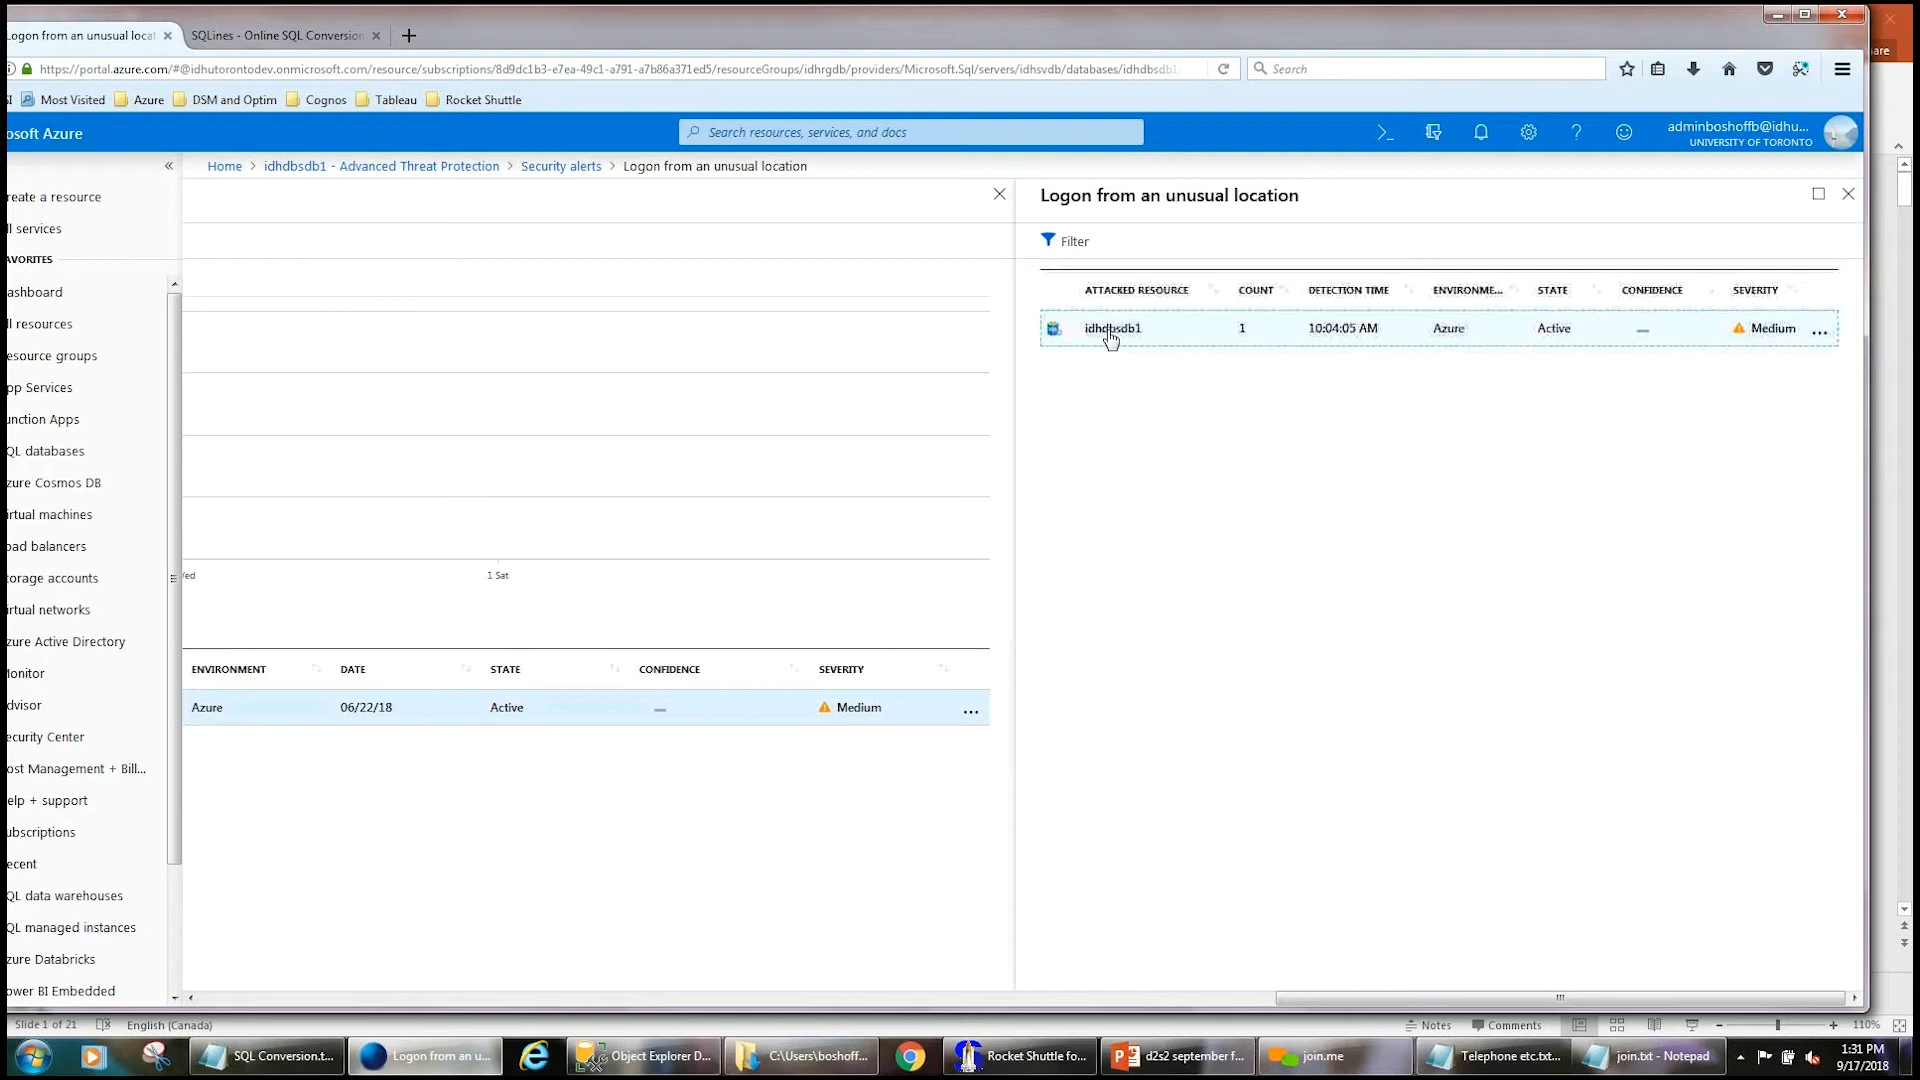 Logon from an unusual locat
SQLines - Online SQL Conversion
https://portal.azure.com/#@idhutorontodev.onmicrosoft.com/resource/subscriptions/8d9dc1b3-e7ea-49c1-a791-a7b86a371ed5/resourceGroups/idhrgdb/providers/Microsoft.Sql/servers/idhsvdb/databases/idhdbsdb1
Search
Most Visited
Azure
DSM and Optim
Cognos
Tableau
Rocket Shuttle
osoft Azure
Search resources, services, and docs
adminboshoffb@idhu...
UNIVERSITY OF TORONTO
are
Home > idhdbsdb1 - Advanced Threat Protection > Security alerts > Logon from an unusual location
reate a resource
ll services
AVORITES
ashboard
ll resources
esource groups
pp Services
unction Apps
QL databases
zure Cosmos DB
irtual machines
oad balancers
torage accounts
irtual networks
zure Active Directory
onitor
dvisor
ecurity Center
ost Management + Bill...
elp + support
ubscriptions
ecent
QL data warehouses
QL managed instances
zure Databricks
ower BI Embedded
Wed
1 Sat
ENVIRONMENT DATE STATE CONFIDENCE SEVERITY
Azure 06/22/18 Active — Medium ...
Logon from an unusual location
Filter
ATTACKED RESOURCE COUNT DETECTION TIME ENVIRONME... STATE CONFIDENCE SEVERITY
idhdbsdb1 1 10:04:05 AM Azure Active — Medium ...
Slide 1 of 21
English (Canada)
Notes
Comments
110%
SQL Conversion.t...
Logon from an u...
Object Explorer D...
C:\Users\boshoff...
Rocket Shuttle fo...
d2s2 september f...
join.me
Telephone etc.txt...
join.txt - Notepad
1:31 PM
9/17/2018